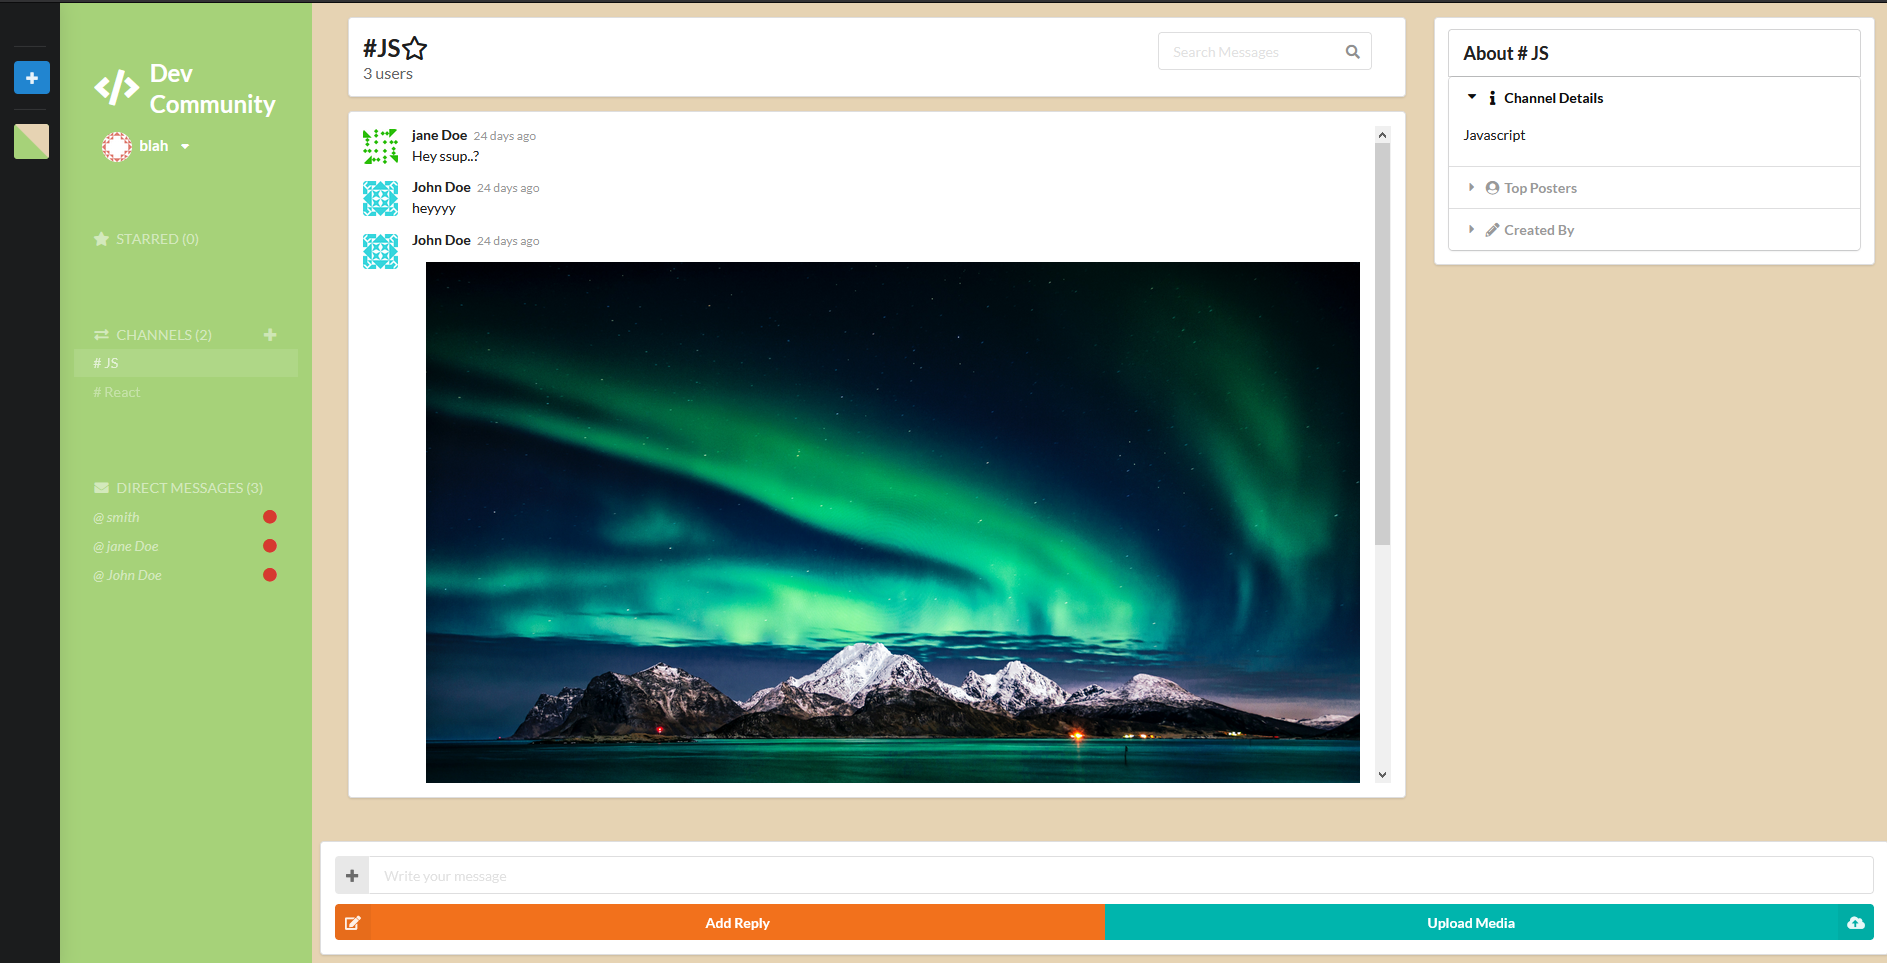 Dev
Community
blah
STARRED (0)
CHANNELS (2)
# JS
# React
DIRECT MESSAGES (3)
@ smith
@ jane Doe
@ John Doe
#JS
3 users
Search Messages
jane Doe 24 days ago
Hey ssup..?
John Doe 24 days ago
heyyyy
John Doe 24 days ago
Write your message
Add Reply
Upload Media
About # JS
Channel Details
Javascript
Top Posters
Created By